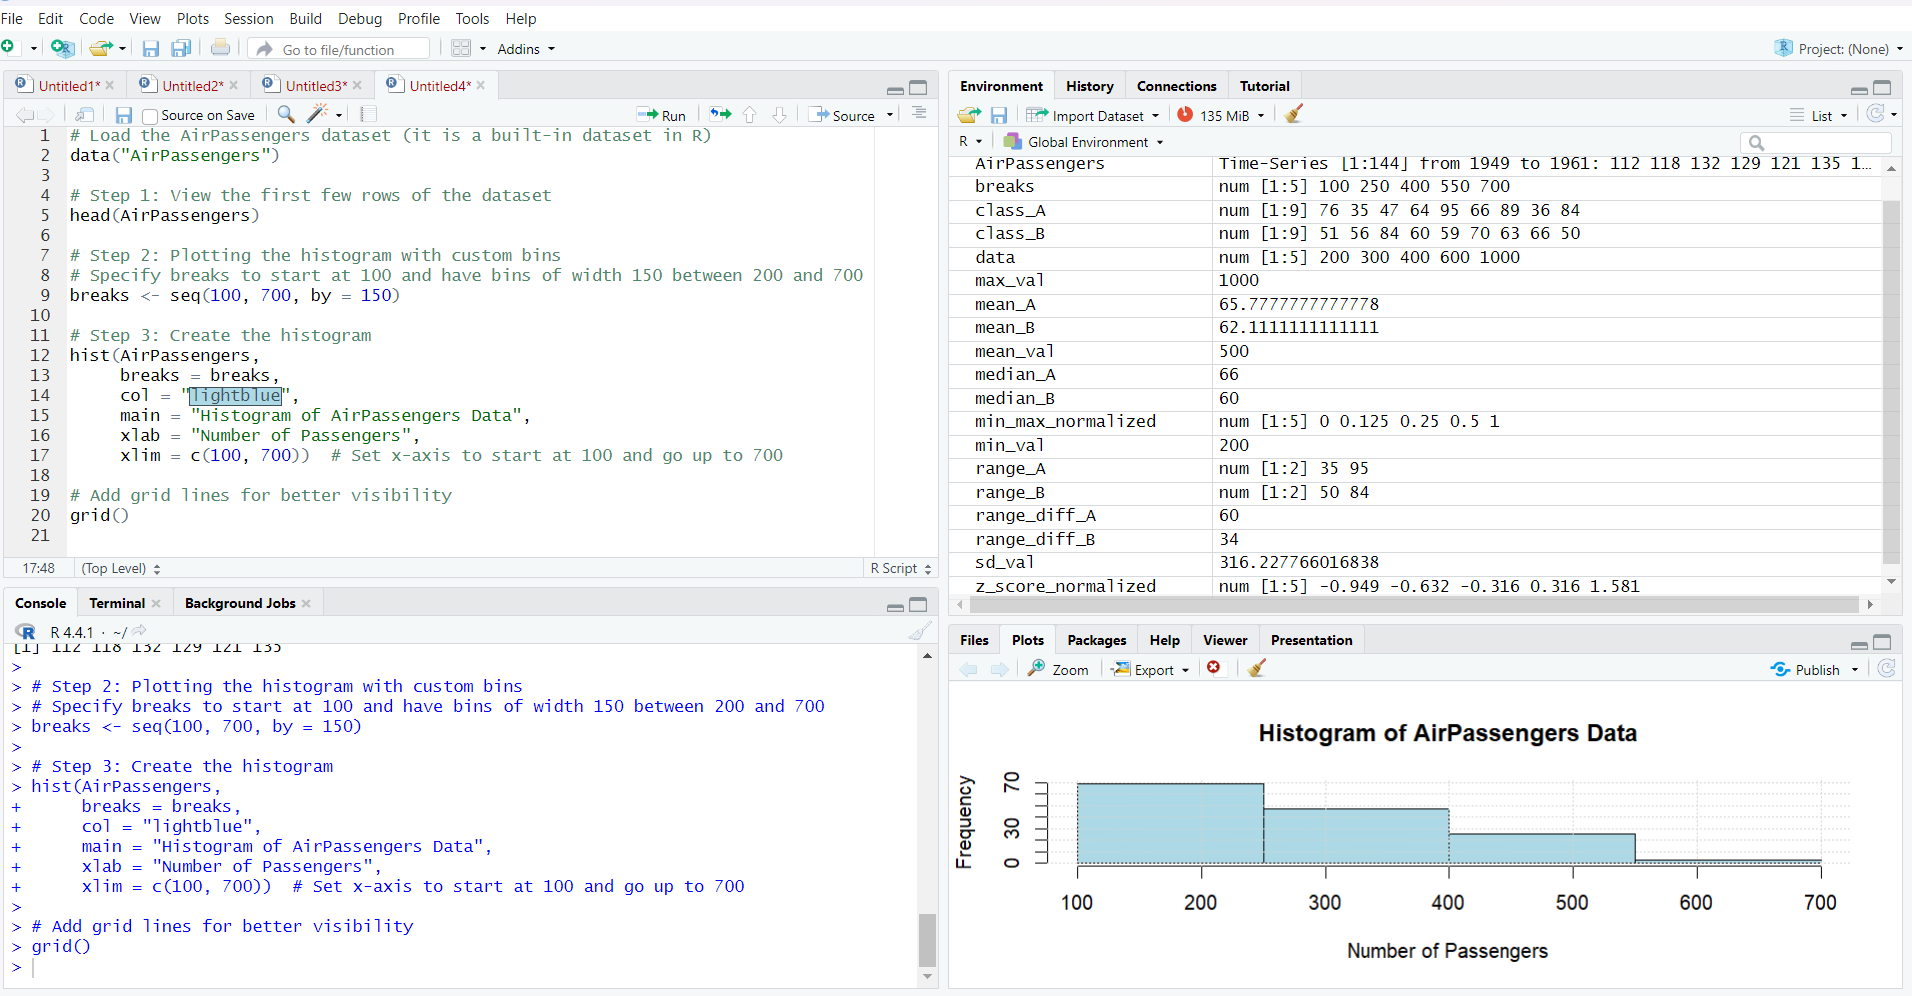 File Edit Code View Plots Session Build Debug Profile Tools Help
Go to file/function Addins Project: (None)
Untitled1* Untitled2* Untitled3* Untitled4*
Source on Save Run Source
1 # Load the AirPassengers dataset (it is a built-in dataset in R)
2 data("AirPassengers")
3
4 # Step 1: View the first few rows of the dataset
5 head(AirPassengers)
6
7 # Step 2: Plotting the histogram with custom bins
8 # Specify breaks to start at 100 and have bins of width 150 between 200 and 700
9 breaks <- seq(100, 700, by = 150)
10
11 # Step 3: Create the histogram
12 hist(AirPassengers,
13 breaks = breaks,
14 col = "lightblue",
15 main = "Histogram of AirPassengers Data",
16 xlab = "Number of Passengers",
17 xlim = c(100, 700))  # Set x-axis to start at 100 and go up to 700
18
19 # Add grid lines for better visibility
20 grid()
21
17:48 (Top Level) R Script
Console Terminal Background Jobs
R 4.4.1 · ~/
[1] 112 118 132 129 121 135
>
> # Step 2: Plotting the histogram with custom bins
> # Specify breaks to start at 100 and have bins of width 150 between 200 and 700
> breaks <- seq(100, 700, by = 150)
>
> # Step 3: Create the histogram
> hist(AirPassengers,
+ breaks = breaks,
+ col = "lightblue",
+ main = "Histogram of AirPassengers Data",
+ xlab = "Number of Passengers",
+ xlim = c(100, 700))  # Set x-axis to start at 100 and go up to 700
>
> # Add grid lines for better visibility
> grid()
>
Environment History Connections Tutorial
Import Dataset 135 MiB List
R Global Environment
AirPassengers Time-Series [1:144] from 1949 to 1961: 112 118 132 129 121 135 1...
breaks num [1:5] 100 250 400 550 700
class_A num [1:9] 76 35 47 64 95 66 89 36 84
class_B num [1:9] 51 56 84 60 59 70 63 66 50
data num [1:5] 200 300 400 600 1000
max_val 1000
mean_A 65.7777777777778
mean_B 62.1111111111111
mean_val 500
median_A 66
median_B 60
min_max_normalized num [1:5] 0 0.125 0.25 0.5 1
min_val 200
range_A num [1:2] 35 95
range_B num [1:2] 50 84
range_diff_A 60
range_diff_B 34
sd_val 316.227766016838
z_score_normalized num [1:5] -0.949 -0.632 -0.316 0.316 1.581
Files Plots Packages Help Viewer Presentation
Zoom Export Publish
Histogram of AirPassengers Data
Frequency
70
30
0
100 200 300 400 500 600 700
Number of Passengers